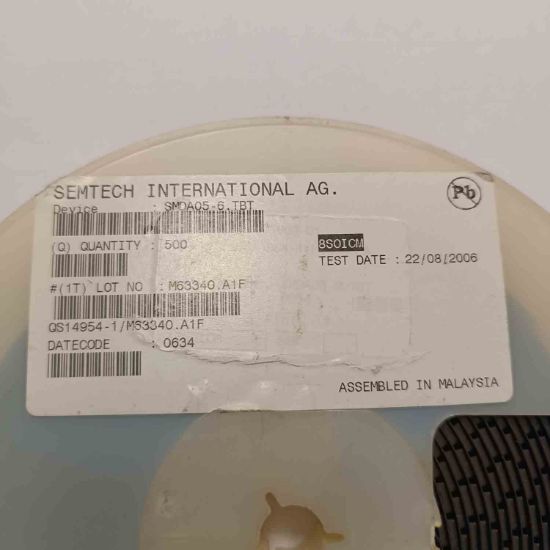 SEMTECH INTERNATIONAL AG.
Pb
Device : SMDA05-6.TBT
(Q) QUANTITY : 500
8SOICM
TEST DATE : 22/08/2006
#(1T) LOT NO : M63340.A1F
QS14954-1/M63340.A1F
DATECODE : 0634
ASSEMBLED IN MALAYSIA